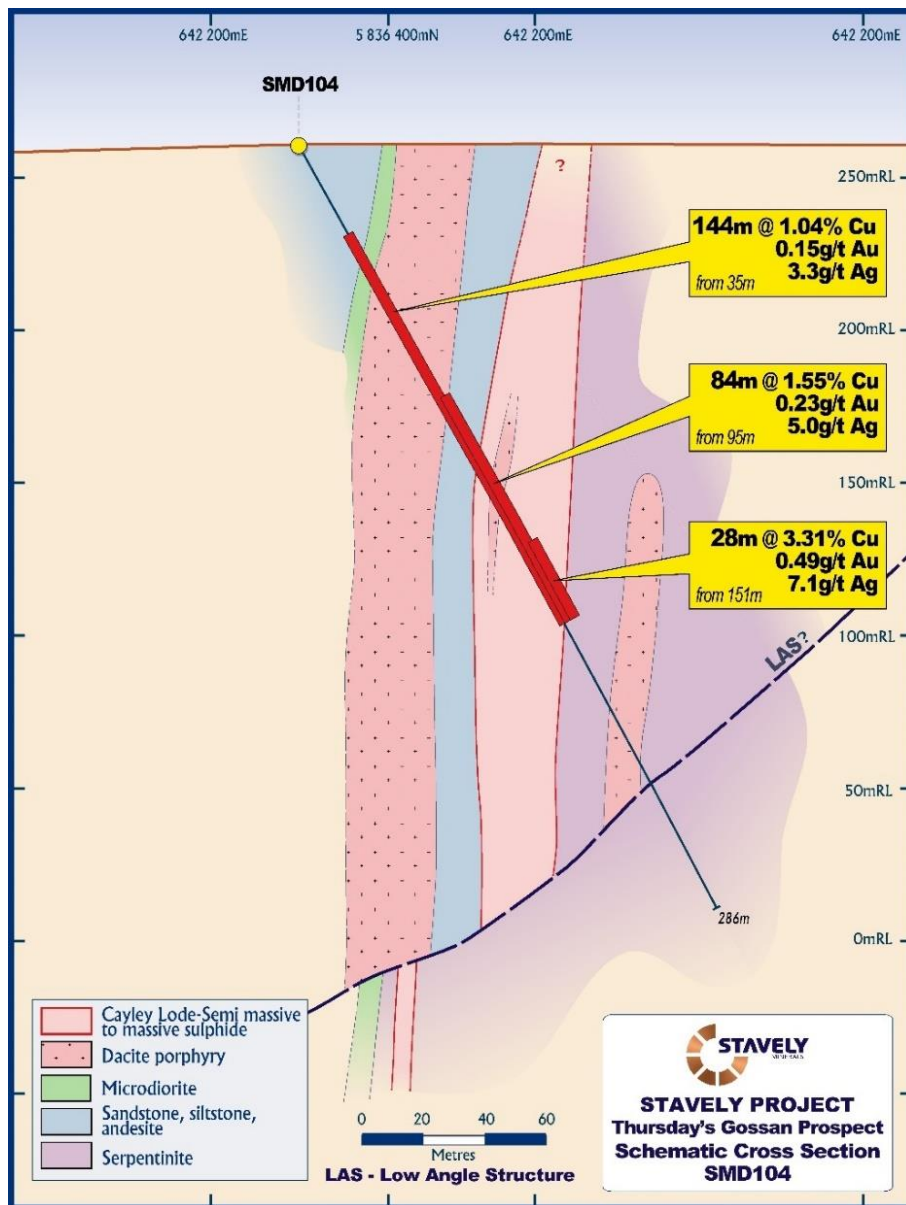 642 200mE
5 836 400mN
642 200mE
642 200mE
SMD104
?
250mRL
144m @ 1.04% Cu
0.15g/t Au
from 35m
3.3g/t Ag
200mRL
84m @ 1.55% Cu
0.23g/t Au
from 95m
5.0g/t Ag
150mRL
28m @ 3.31% Cu
0.49g/t Au
from 151m
7.1g/t Ag
100mRL
LAS?
50mRL
286m
0mRL
Cayley Lode-Semi massive
to massive sulphide
Dacite porphyry
Microdiorite
Sandstone, siltstone,
andesite
Serpentinite
0 20 40 60
Metres
LAS - Low Angle Structure
STAVELY
MINERALS
STAVELY PROJECT
Thursday's Gossan Prospect
Schematic Cross Section
SMD104